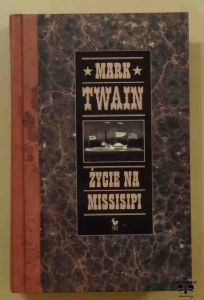 MARK
TWAIN
ŻYCIE NA
MISSISIPI